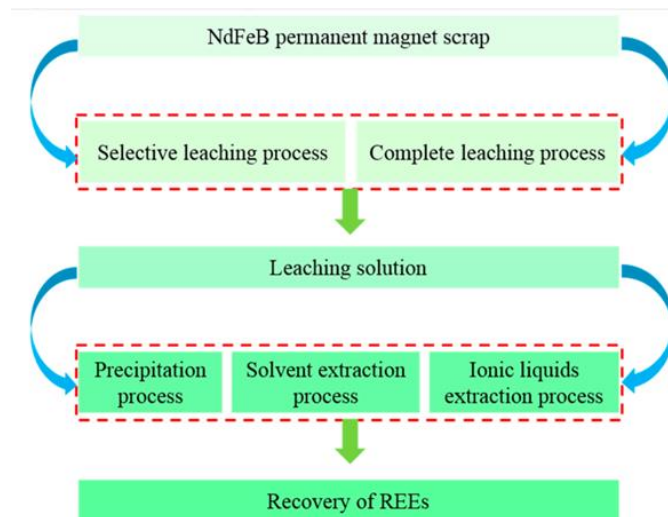 NdFeB permanent magnet scrap
Selective leaching process
Complete leaching process
Leaching solution
Precipitation
process
Solvent extraction
process
Ionic liquids
extraction process
Recovery of REEs